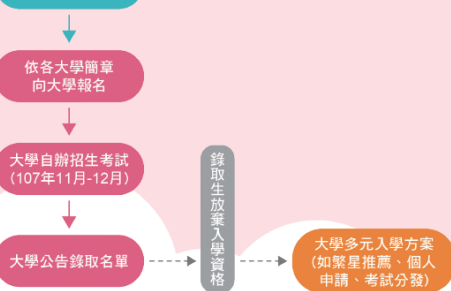 依各大學簡章
向大學報名
大學自辦招生考試
(107年11月-12月)
大學公告錄取名單
錄取生放棄入學資格
大學多元入學方案
(如繁星推薦、個人
申請、考試分發)